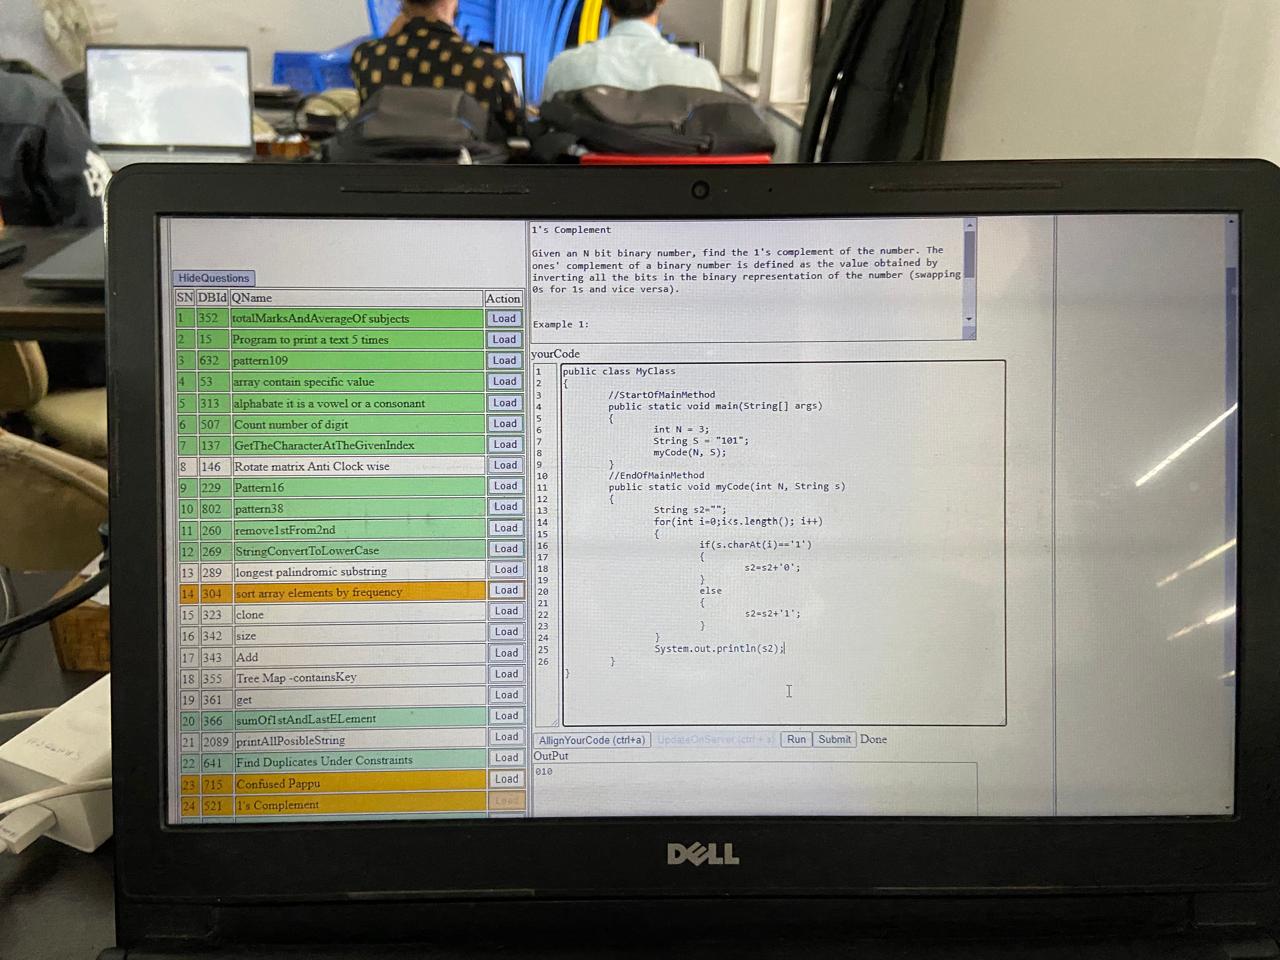 HideQuestions
SN DBId QName Action
1 352 totalMarksAndAverageOf subjects Load
2 15 Program to print a text 5 times Load
3 632 pattern109 Load
4 53 array contain specific value Load
5 313 alphabate it is a vowel or a consonant Load
6 507 Count number of digit Load
7 137 GetTheCharacterAtTheGivenIndex Load
8 146 Rotate matrix Anti Clock wise Load
9 229 Pattern16 Load
10 802 pattern38 Load
11 260 remove1stFrom2nd Load
12 269 StringConvertToLowerCase Load
13 289 longest palindromic substring Load
14 304 sort array elements by frequency Load
15 323 clone Load
16 342 size Load
17 343 Add Load
18 355 Tree Map -containsKey Load
19 361 get Load
20 366 sumOf1stAndLastELement Load
21 2089 printAllPosibleString Load
22 641 Find Duplicates Under Constraints Load
23 715 Confused Pappu Load
24 521 1's Complement Load
1's Complement
Given an N bit binary number, find the 1's complement of the number. The
ones' complement of a binary number is defined as the value obtained by
inverting all the bits in the binary representation of the number (swapping
0s for 1s and vice versa).
Example 1:
yourCode
1 public class MyClass
2 {
3 //StartOfMainMethod
4 public static void main(String[] args)
5 {
6 int N = 3;
7 String S = "101";
8 myCode(N, S);
9 }
10 //EndOfMainMethod
11 public static void myCode(int N, String s)
12 {
13 String s2="";
14 for(int i=0;i<s.length(); i++)
15 {
16 if(s.charAt(i)=='1')
17 {
18 s2=s2+'0';
19 }
20 else
21 {
22 s2=s2+'1';
23 }
24 }
25 System.out.println(s2);
26 }
}
AllignYourCode (ctrl+a) UpdateOnServer (ctrl + s) Run Submit Done
OutPut
010
DELL